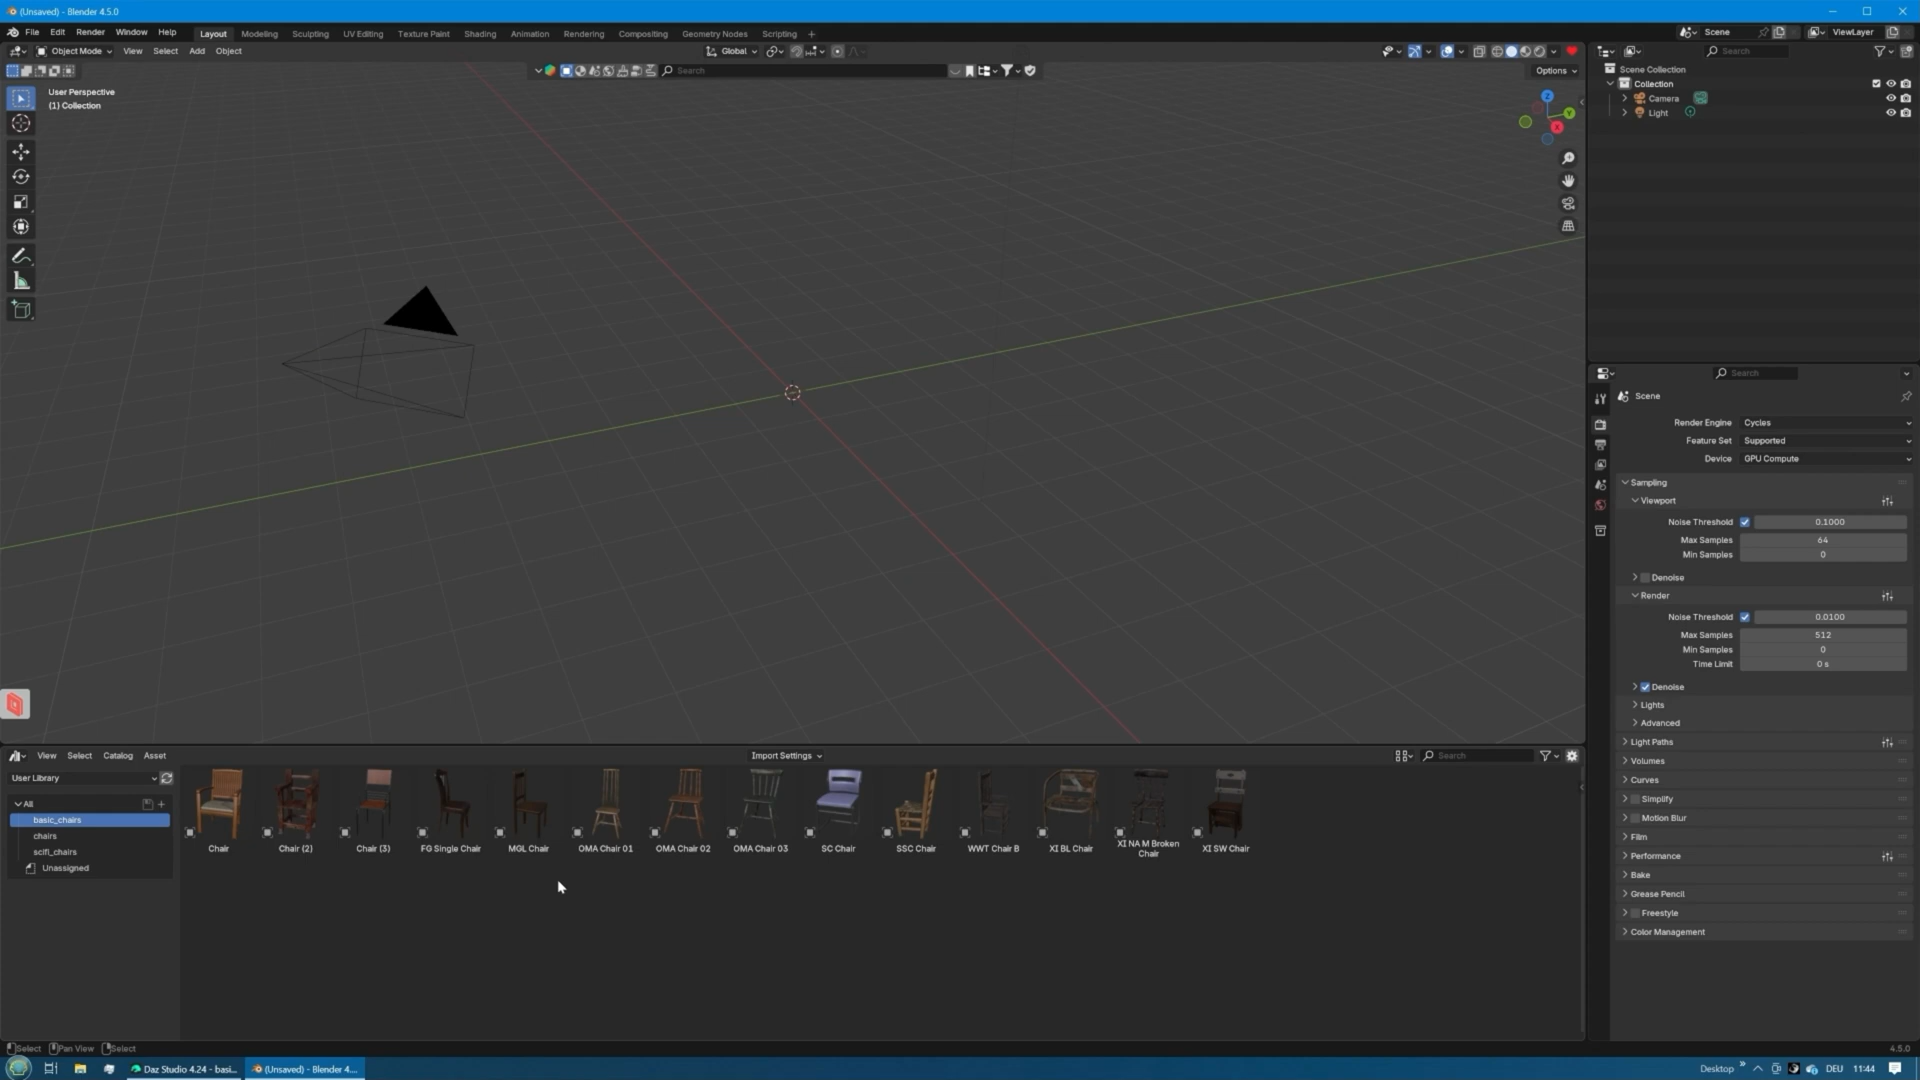 (Unsaved) - Blender 4.5.0
File Edit Render Window Help Layout Modeling Sculpting UV Editing Texture Paint Shading Animation Rendering Compositing Geometry Nodes Scripting + Scene ViewLayer
Object Mode View Select Add Object Global Search
Search Options
User Perspective
(1) Collection
Z
Y
X
Scene Collection
Collection
Camera
Light
Search
Scene
Render Engine Cycles
Feature Set Supported
Device GPU Compute
Sampling
Viewport
Noise Threshold 0.1000
Max Samples 64
Min Samples 0
Denoise
Render
Noise Threshold 0.0100
Max Samples 512
Min Samples 0
Time Limit 0 s
Denoise
Lights
Advanced
Light Paths
Volumes
Curves
Simplify
Motion Blur
Film
Performance
Bake
Grease Pencil
Freestyle
Color Management
View Select Catalog Asset Import Settings Search
User Library
All
basic_chairs
chairs
scifi_chairs
Unassigned
Chair Chair (2) Chair (3) FG Single Chair MGL Chair OMA Chair 01 OMA Chair 02 OMA Chair 03 SC Chair SSC Chair WWT Chair B XI BL Chair XI NA M Broken Chair XI SW Chair
Select Pan View Select 4.5.0
Daz Studio 4.24 - basi... (Unsaved) - Blender 4.... Desktop DEU 11:44